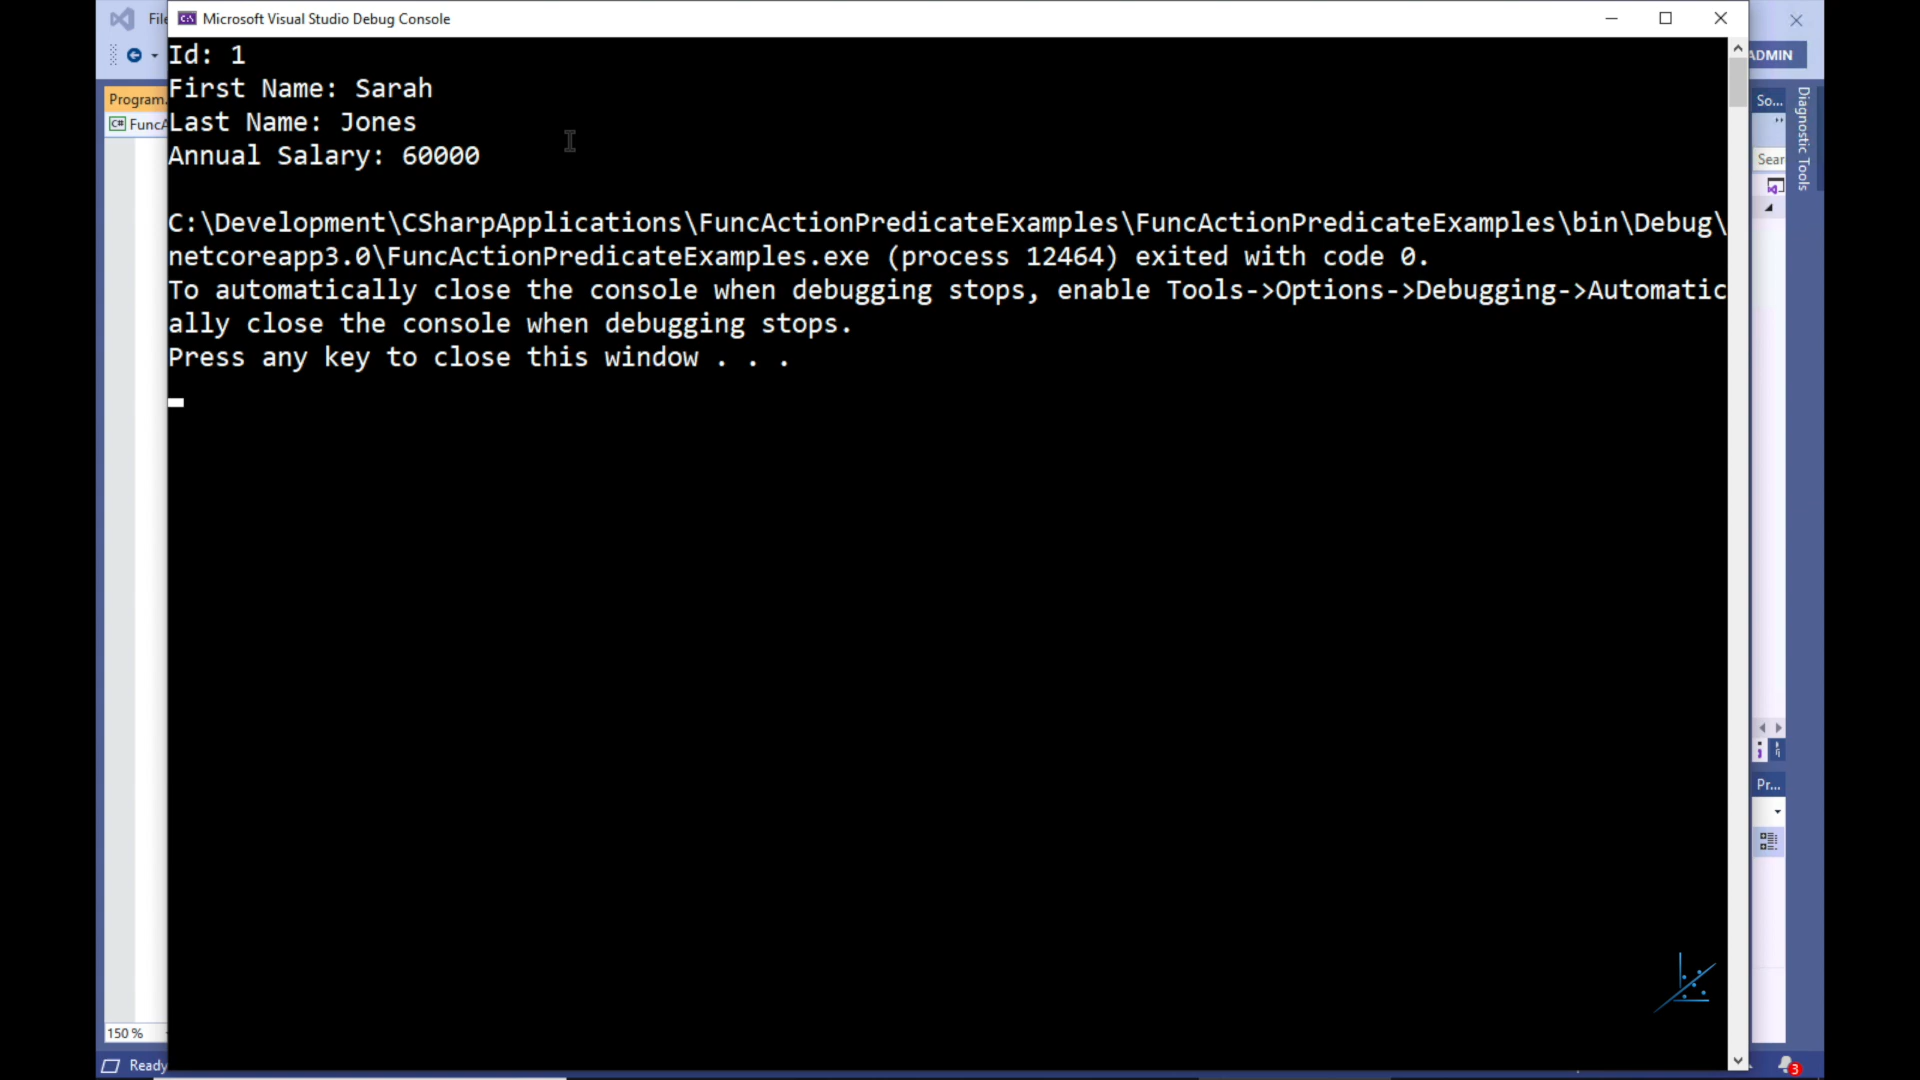 File
Microsoft Visual Studio Debug Console
ADMIN
Program.
FuncA
Id: 1
First Name: Sarah
Last Name: Jones
Annual Salary: 60000
C:\Development\CSharpApplications\FuncActionPredicateExamples\FuncActionPredicateExamples\bin\Debug\
netcoreapp3.0\FuncActionPredicateExamples.exe (process 12464) exited with code 0.
To automatically close the console when debugging stops, enable Tools->Options->Debugging->Automatic
ally close the console when debugging stops.
Press any key to close this window . . .
So...
Sear
Diagnostic Tools
Pr...
150 %
Ready
3